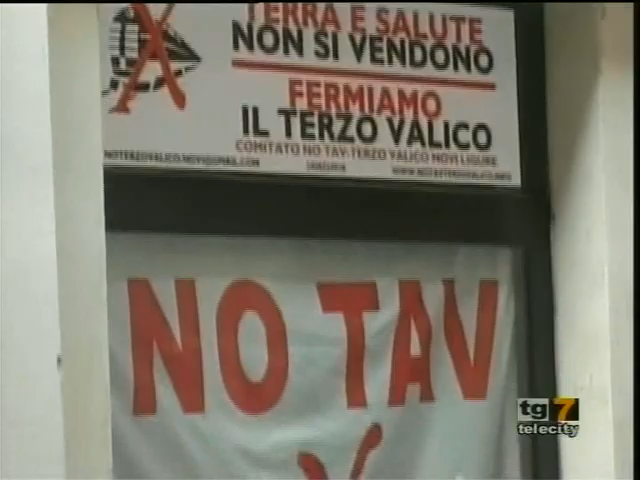 TERRA E SALUTE
NON SI VENDONO
FERMIAMO
IL TERZO VALICO
COMITATO NO TAV-TERZO VALICO NOVI LIGURE
NO TAV
tg7
telecity